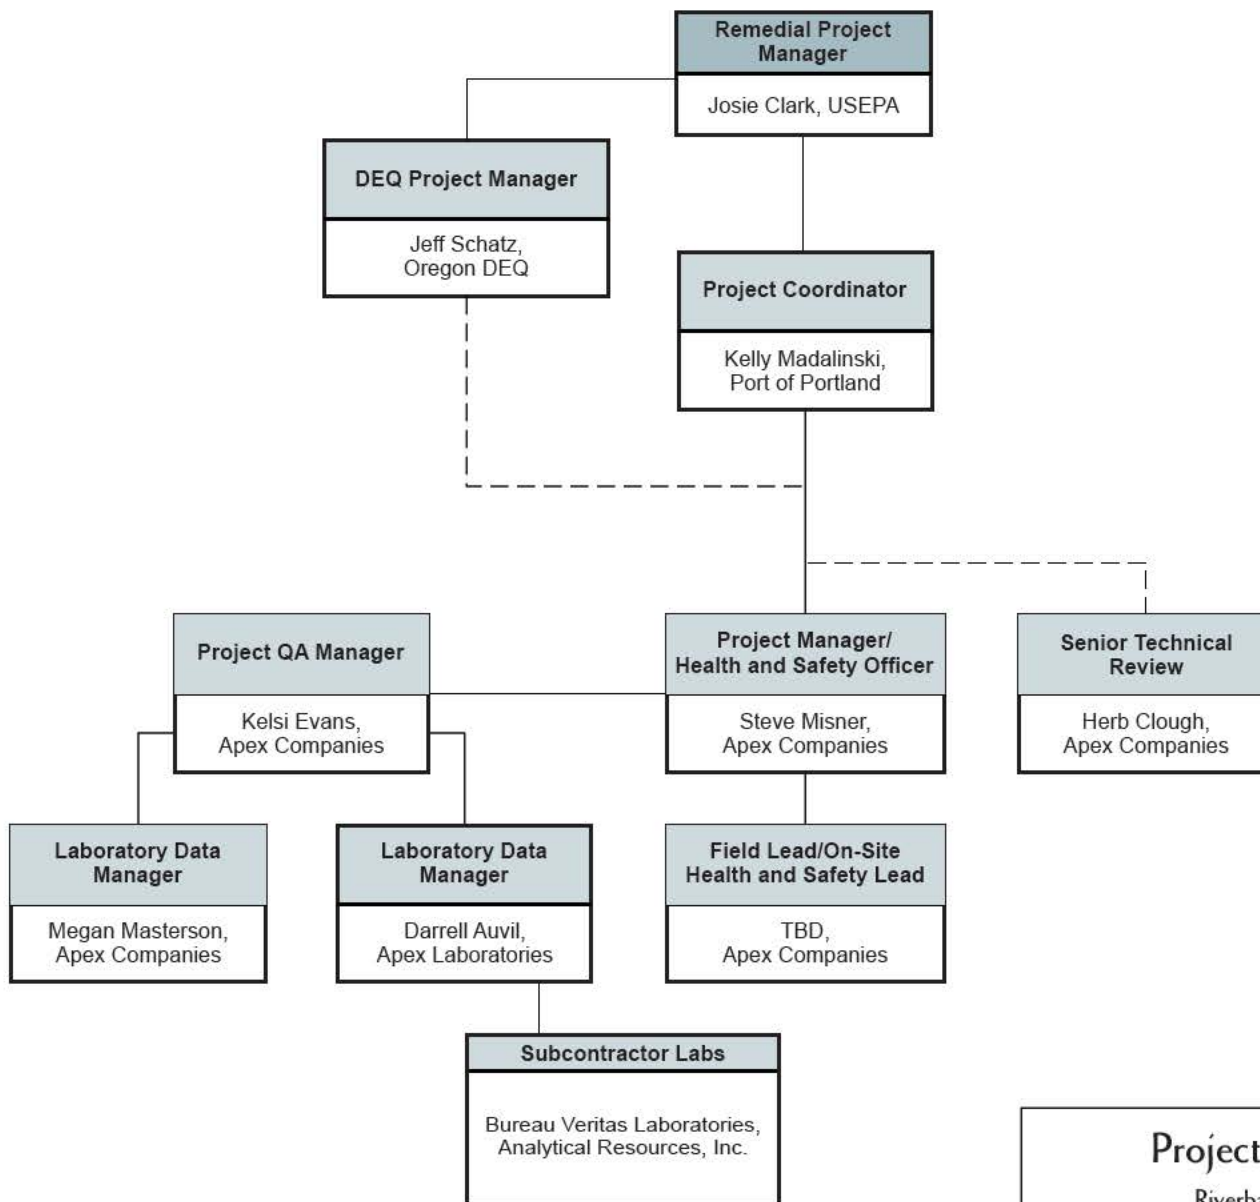 Remedial Project
Manager
Josie Clark, USEPA
DEQ Project Manager
Jeff Schatz,
Oregon DEQ
Project Coordinator
Kelly Madalinski,
Port of Portland
Project QA Manager
Kelsi Evans,
Apex Companies
Project Manager/
Health and Safety Officer
Steve Misner,
Apex Companies
Senior Technical
Review
Herb Clough,
Apex Companies
Laboratory Data
Manager
Megan Masterson,
Apex Companies
Laboratory Data
Manager
Darrell Auvil,
Apex Laboratories
Field Lead/On-Site
Health and Safety Lead
TBD,
Apex Companies
Subcontractor Labs
Bureau Veritas Laboratories,
Analytical Resources, Inc.
Project